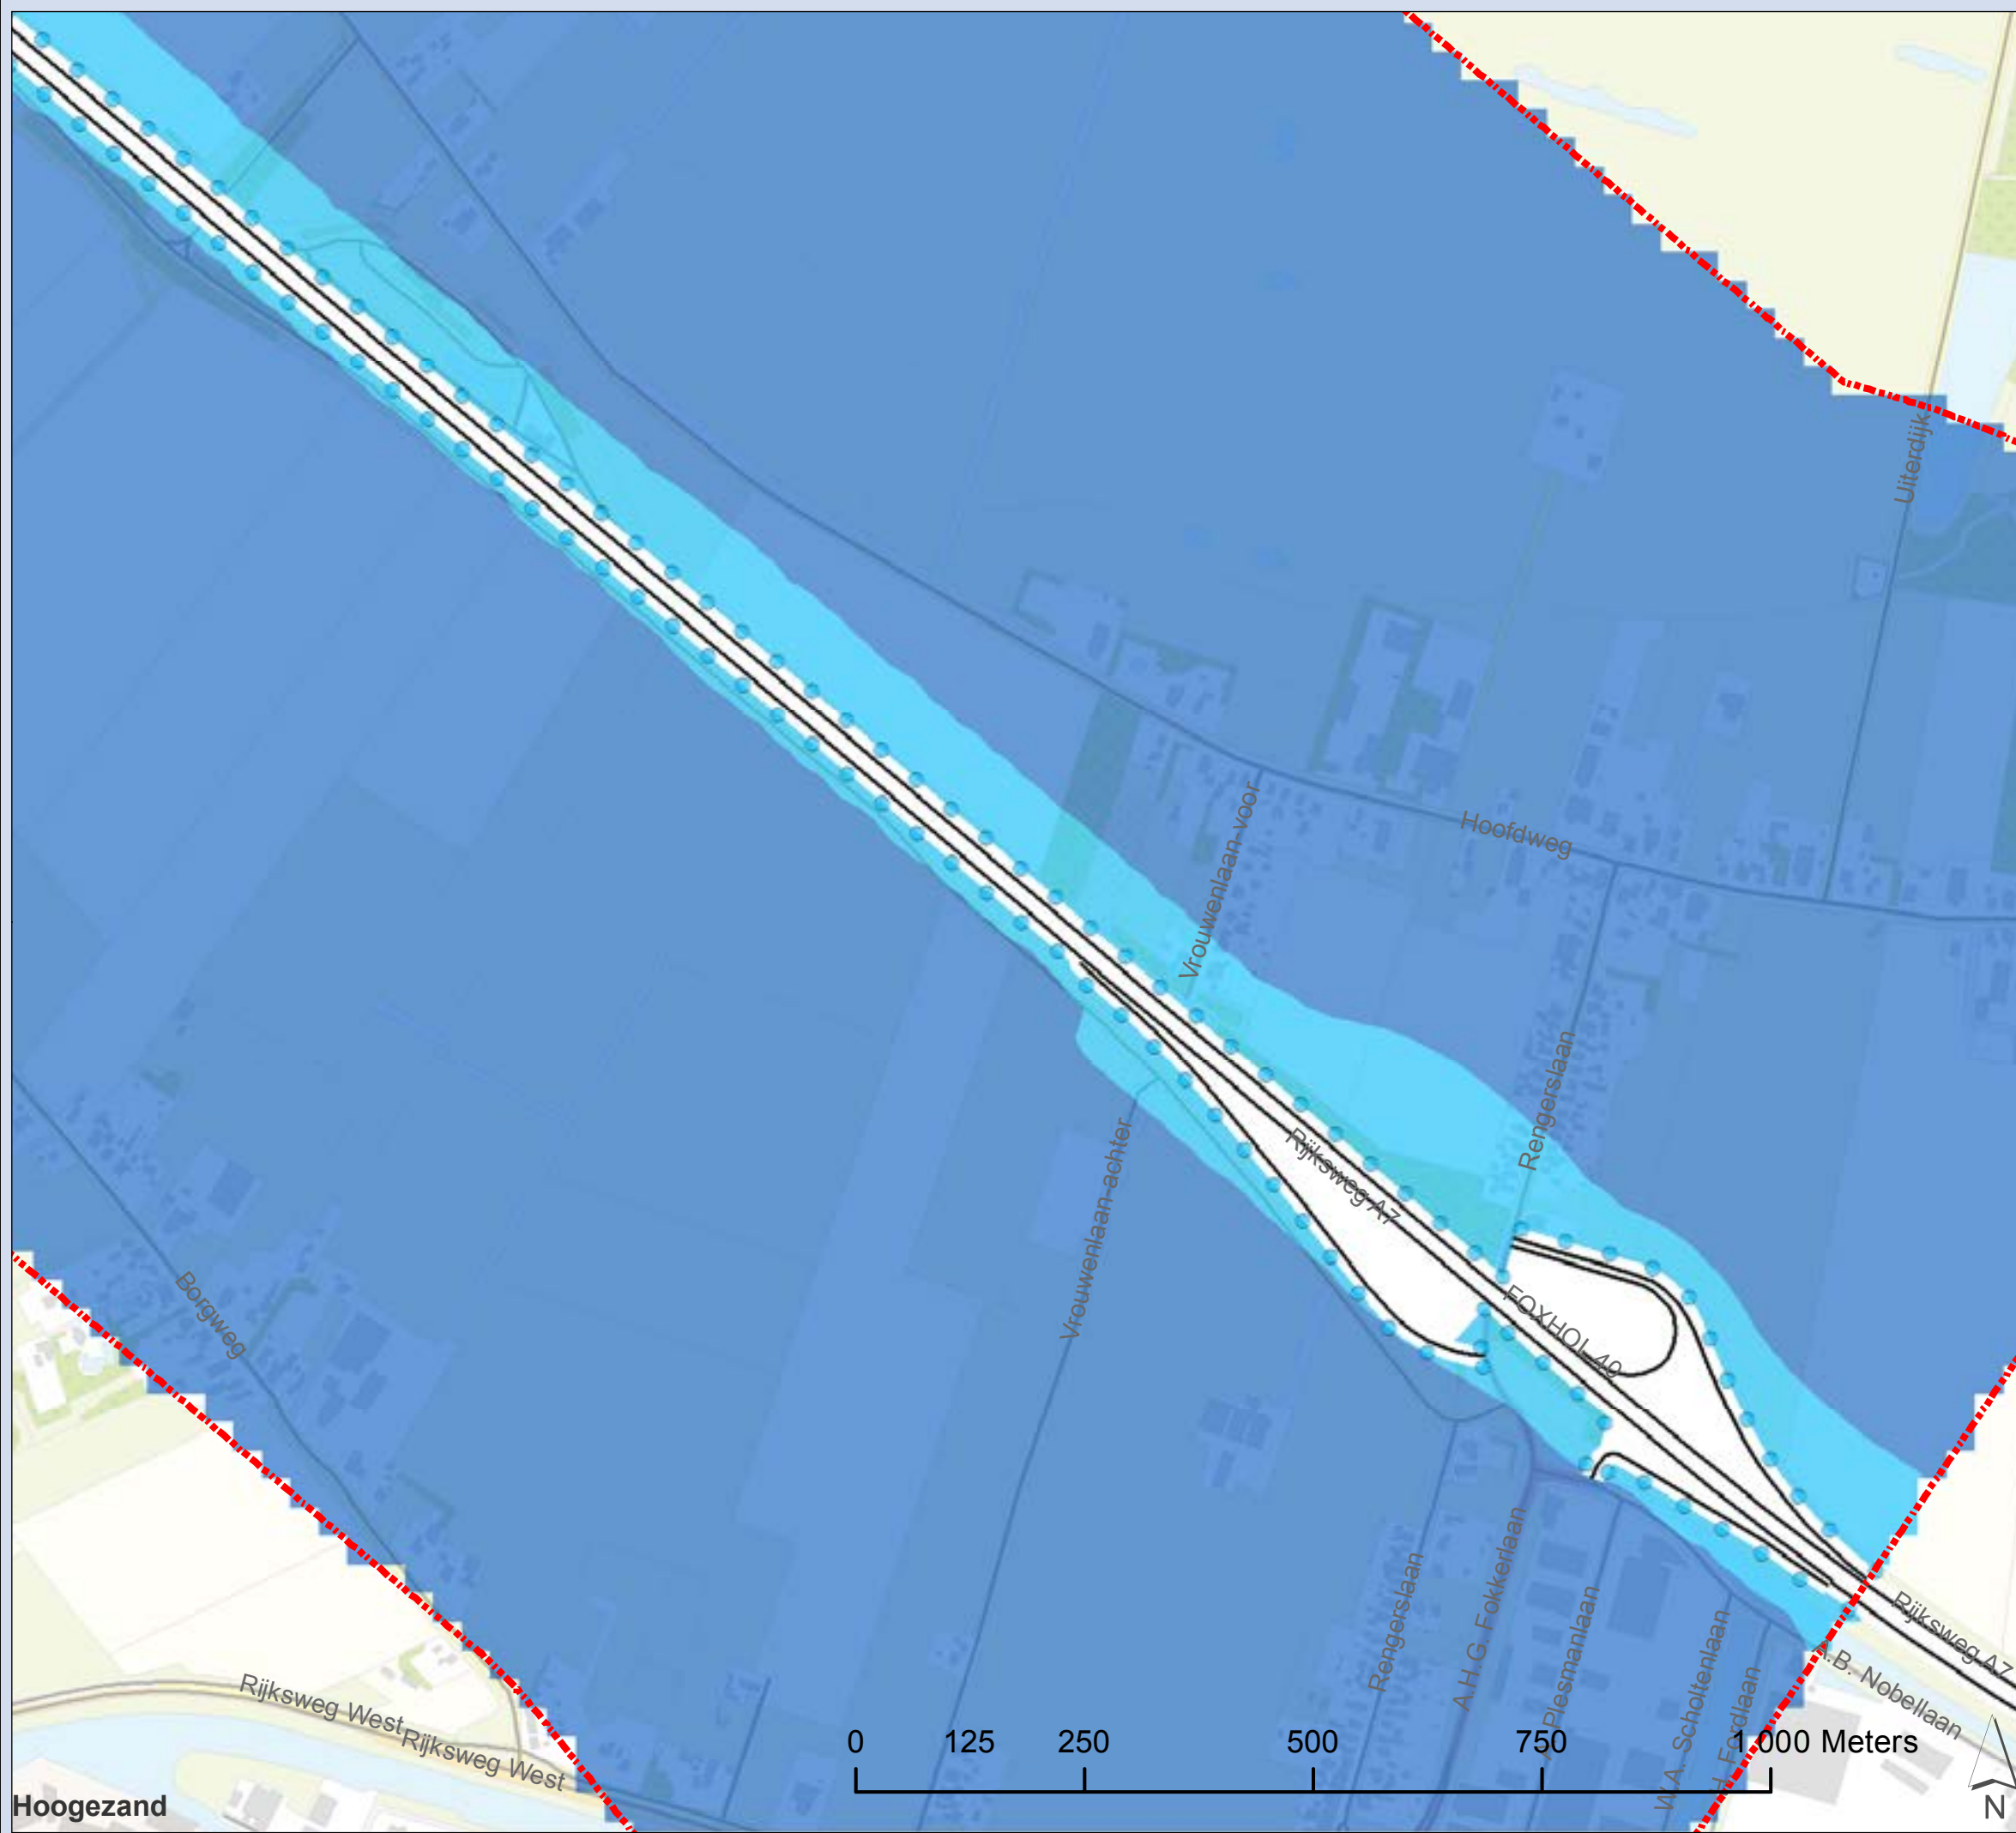 Uiterdijk
Hoofdweg
Vrouwenlaan-voor
Rengerslaan
Rijksweg A7
Vrouwenlaan-achter
FOXHOL 40
Borgweg
Rengerslaan
A.H.G. Fokkerlaan
Plesmanlaan
W.A. Scholtenlaan
Fordlaan
Rijksweg A7
A.B. Nobellaan
Rijksweg West
Rijksweg West
0 125 250 500 750 1 000 Meters
Hoogezand
N